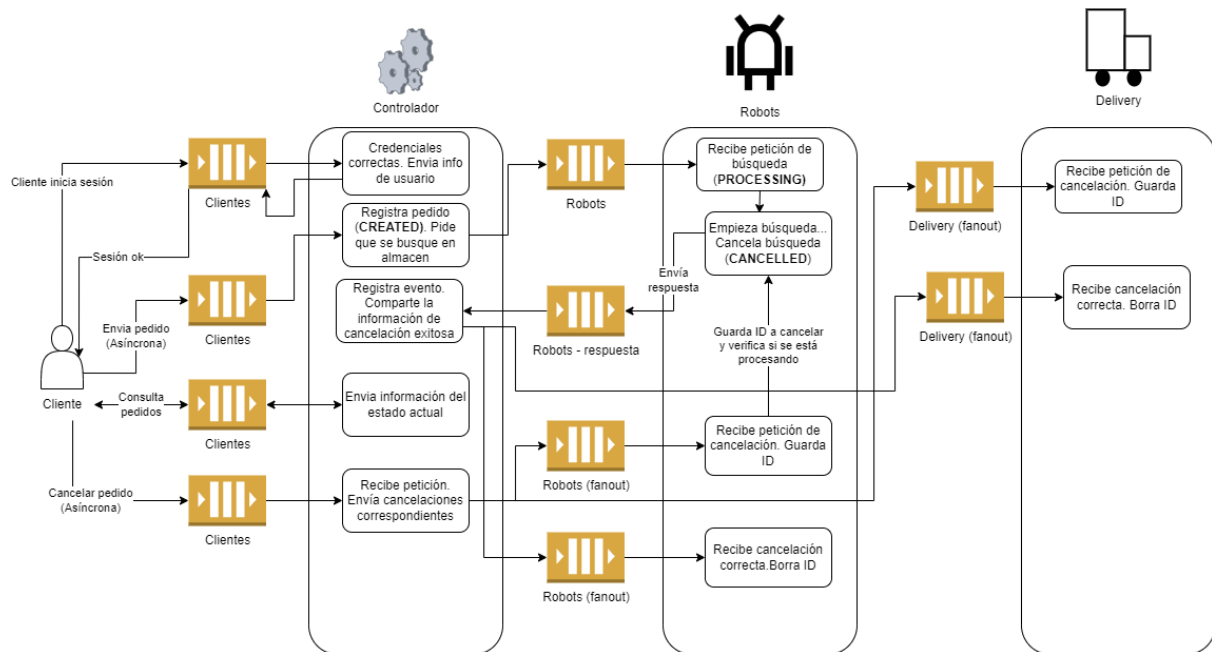 Controlador
Robots
Delivery
Cliente inicia sesión
Clientes
Credenciales
correctas. Envia info
de usuario
Sesión ok
Registra pedido
(CREATED). Pide
que se busque en
almacen
Robots
Recibe petición de
búsqueda
(PROCESSING)
Empieza búsqueda...
Cancela búsqueda
(CANCELLED)
Envía
respuesta
Delivery (fanout)
Recibe petición de
cancelación. Guarda
ID
Envia pedido
(Asíncrona)
Clientes
Registra evento.
Comparte la
información de
cancelación exitosa
Robots - respuesta
Guarda ID a cancelar
y verifica si se está
procesando
Delivery (fanout)
Recibe cancelación
correcta. Borra ID
Cliente
Consulta
pedidos
Clientes
Envia información del
estado actual
Robots (fanout)
Recibe petición de
cancelación. Guarda
ID
Cancelar pedido
(Asíncrona)
Clientes
Recibe petición.
Envía cancelaciones
correspondientes
Robots (fanout)
Recibe cancelación
correcta.Borra ID